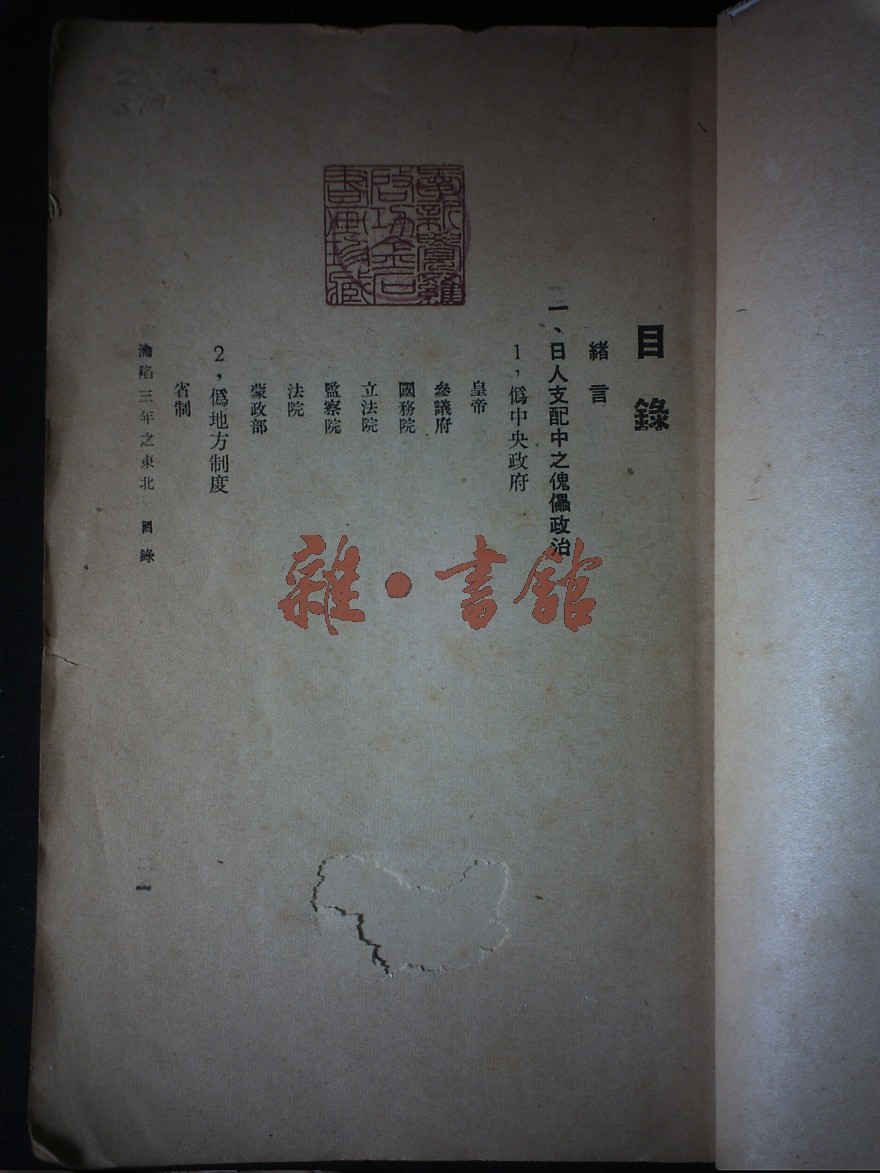 目錄
緒言
一、日人支配中之傀儡政治
1，僞中央政府
皇帝
參議府
國務院
立法院
監察院
法院
蒙政部
2，僞地方制度
省制
淪陷三年之東北 目錄
一
雜·書館